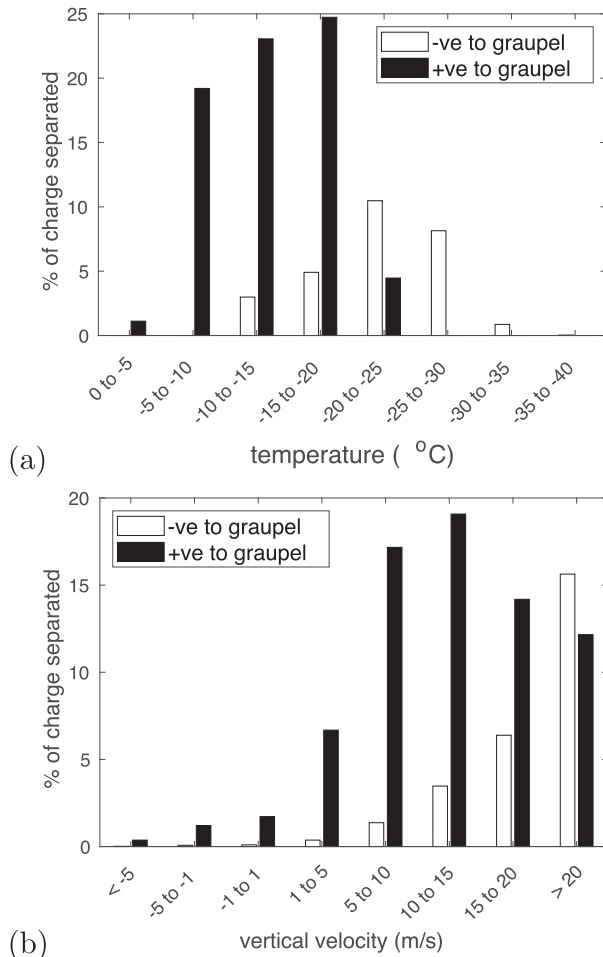 25
20
15
10
5
0
% of charge separated
-ve to graupel
+ve to graupel
0 to -5
-5 to -10
-10 to -15
-15 to -20
-20 to -25
-25 to -30
-30 to -35
-35 to -40
(a)
temperature ( °C)
20
15
10
5
0
% of charge separated
-ve to graupel
+ve to graupel
< -5
-5 to -1
-1 to 1
1 to 5
5 to 10
10 to 15
15 to 20
> 20
(b)
vertical velocity (m/s)